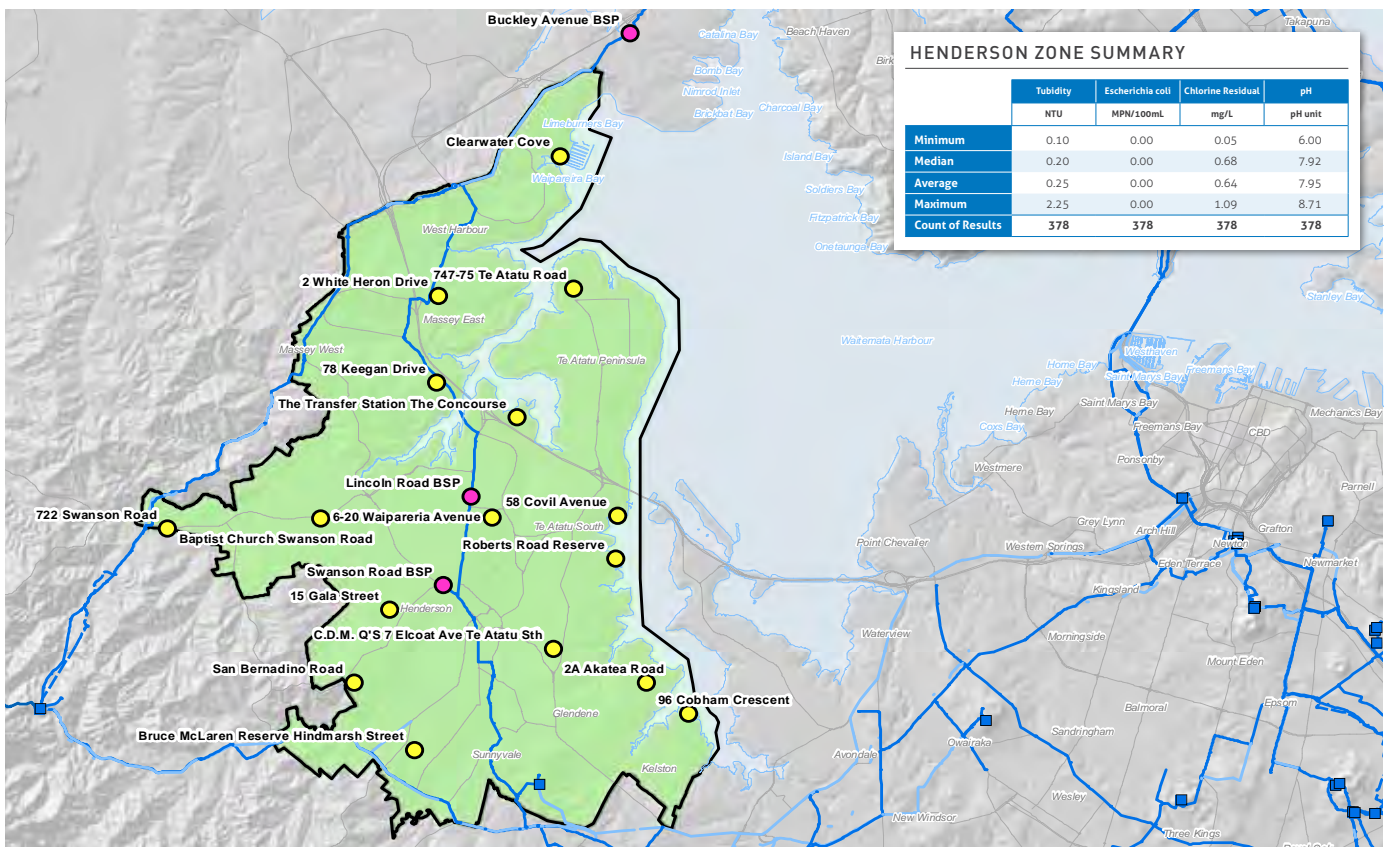 Buckley Avenue BSP
Catalina Bay
Beach Haven
Takapuna
HENDERSON ZONE SUMMARY
Birk
Tubidity Escherichia coli Chlorine Residual pH
NTU MPN/100mL mg/L pH unit
Minimum 0.10 0.00 0.05 6.00
Median 0.20 0.00 0.68 7.92
Average 0.25 0.00 0.64 7.95
Maximum 2.25 0.00 1.09 8.71
Count of Results 378 378 378 378
Bomb Bay
Nimrod Inlet
Brickbat Bay
Charcoal Bay
Limeburners Bay
Clearwater Cove
Island Bay
Waipareira Bay
Soldiers Bay
Fitzpatrick Bay
West Harbour
Onetaunga Bay
747-75 Te Atatu Road
2 White Heron Drive
Stanley Bay
Massey East
Massey West
Waitemata Harbour
Te Atatu Peninsula
Westhaven
Home Bay
78 Keegan Drive
Saint Marys Bay
Freemans Bay
Herne Bay
The Transfer Station The Concourse
Saint Marys Bay
Herne Bay
Mechanics Bay
Coxs Bay
Freemans Bay
CBD
Ponsonby
Westmere
Lincoln Road BSP
Parnell
58 Covil Avenue
722 Swanson Road
6-20 Waipareria Avenue
Te Atatu South
Grey Lynn
Arch Hill
Grafton
Baptist Church Swanson Road
Roberts Road Reserve
Point Chevalier
Western Springs
Newton
Eden Terrace
Newmarket
Swanson Road BSP
Kingsland
15 Gala Street
Henderson
C.D.M. Q'S 7 Elcoat Ave Te Atatu Sth
Waterview
Morningside
San Bernadino Road
2A Akatea Road
Mount Eden
96 Cobham Crescent
Epsom
Glendene
Balmoral
Bruce McLaren Reserve Hindmarsh Street
Sandringham
Owairaka
Sunnyvale
Avondale
Kelston
Wesley
New Windsor
Three Kings